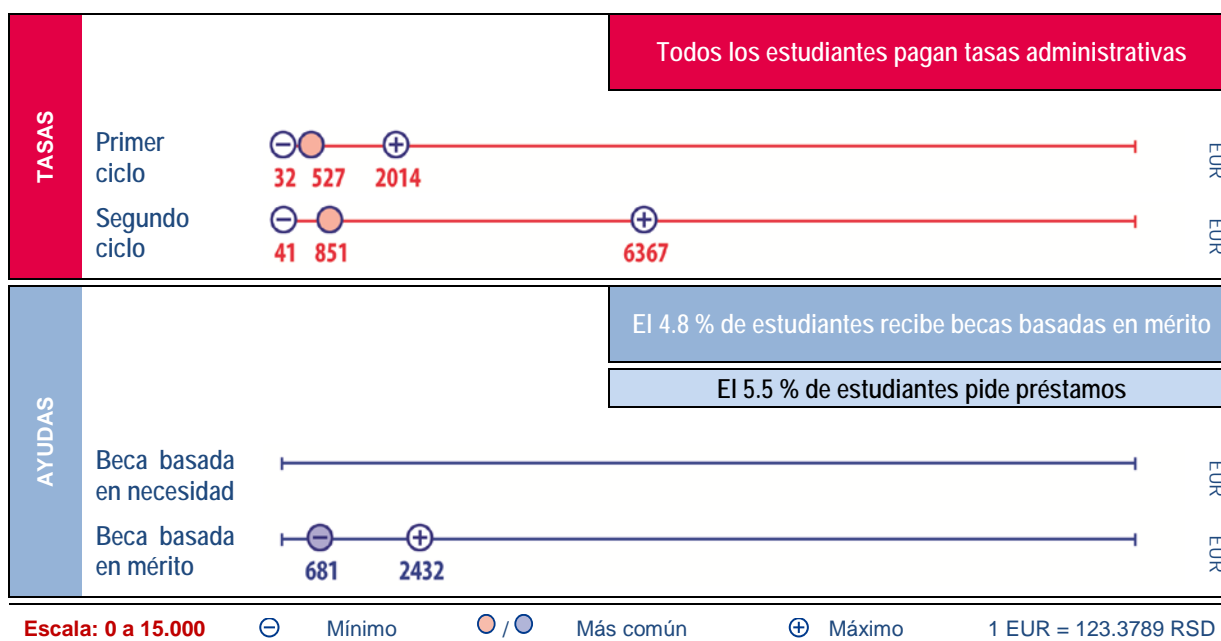 Todos los estudiantes pagan tasas administrativas
TASAS
Primer
ciclo
32 527 2014
EUR
Segundo
ciclo
41 851 6367
EUR
El 4.8 % de estudiantes recibe becas basadas en mérito
El 5.5 % de estudiantes pide préstamos
AYUDAS
Beca basada
en necesidad
EUR
Beca basada
en mérito
681 2432
EUR
Escala: 0 a 15.000 Mínimo / Más común Máximo 1 EUR = 123.3789 RSD